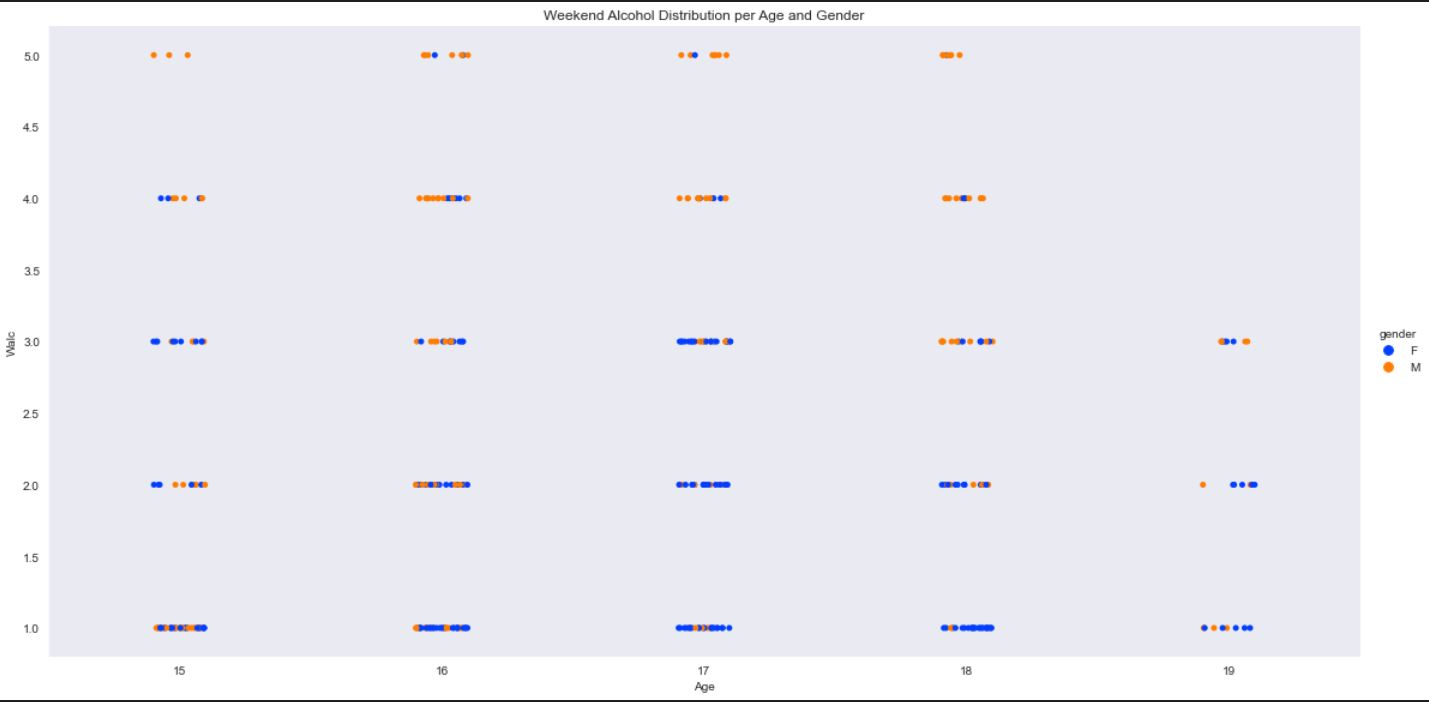 Weekend Alcohol Distribution per Age and Gender
5.0
4.5
4.0
3.5
3.0
2.5
2.0
1.5
1.0
Walc
15 16 17 18 19
Age
gender
F
M